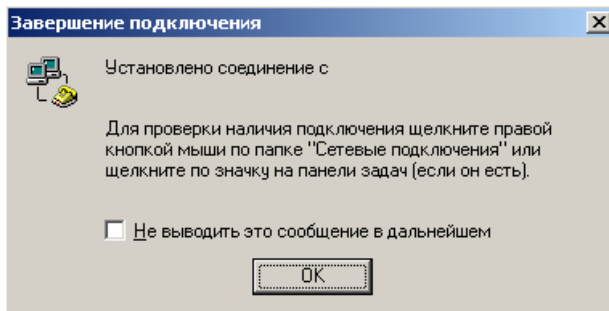 Завершение подключения
Установлено соединение с
Для проверки наличия подключения щелкните правой
кнопкой мыши по папке "Сетевые подключения" или
щелкните по значку на панели задач (если он есть).
Не выводить это сообщение в дальнейшем
OK